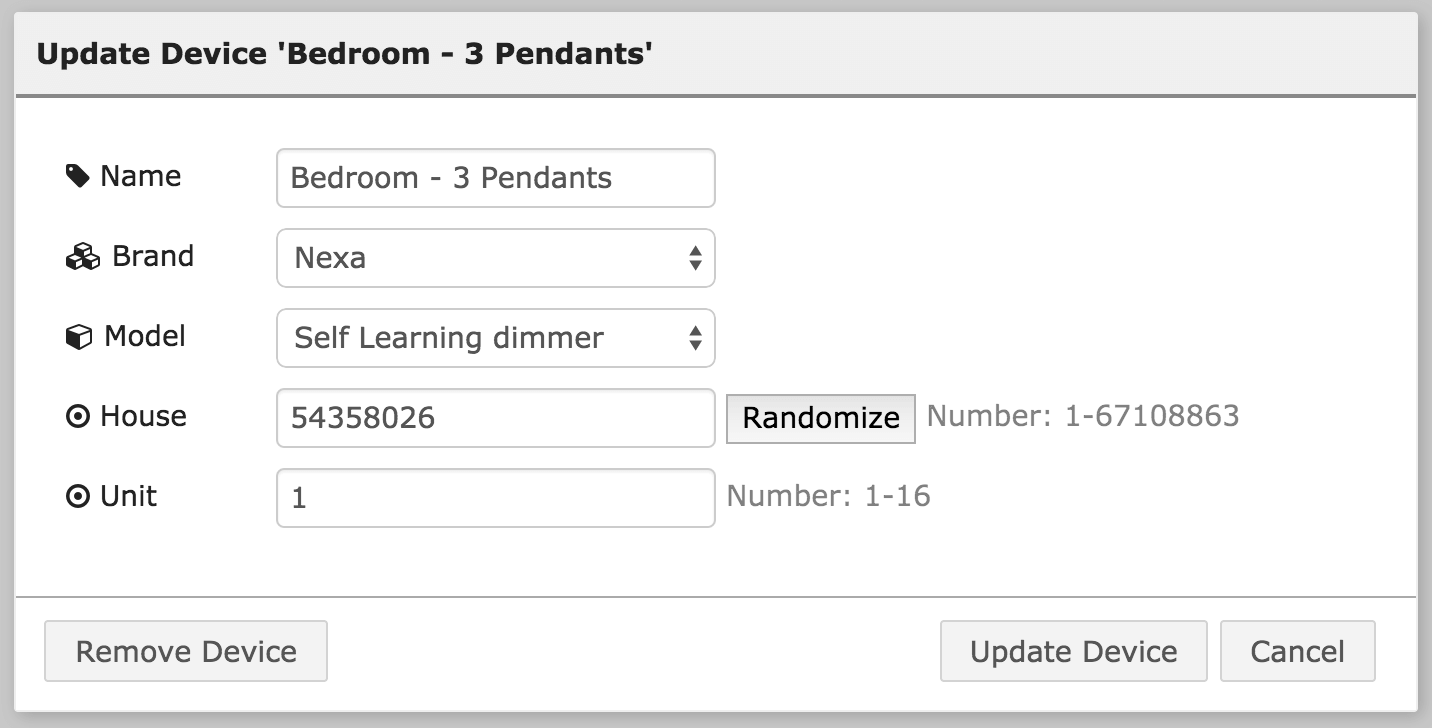 Update Device 'Bedroom - 3 Pendants'
Name Bedroom - 3 Pendants
Brand Nexa
Model Self Learning dimmer
House 54358026 Randomize Number: 1-67108863
Unit 1 Number: 1-16
Remove Device Update Device Cancel